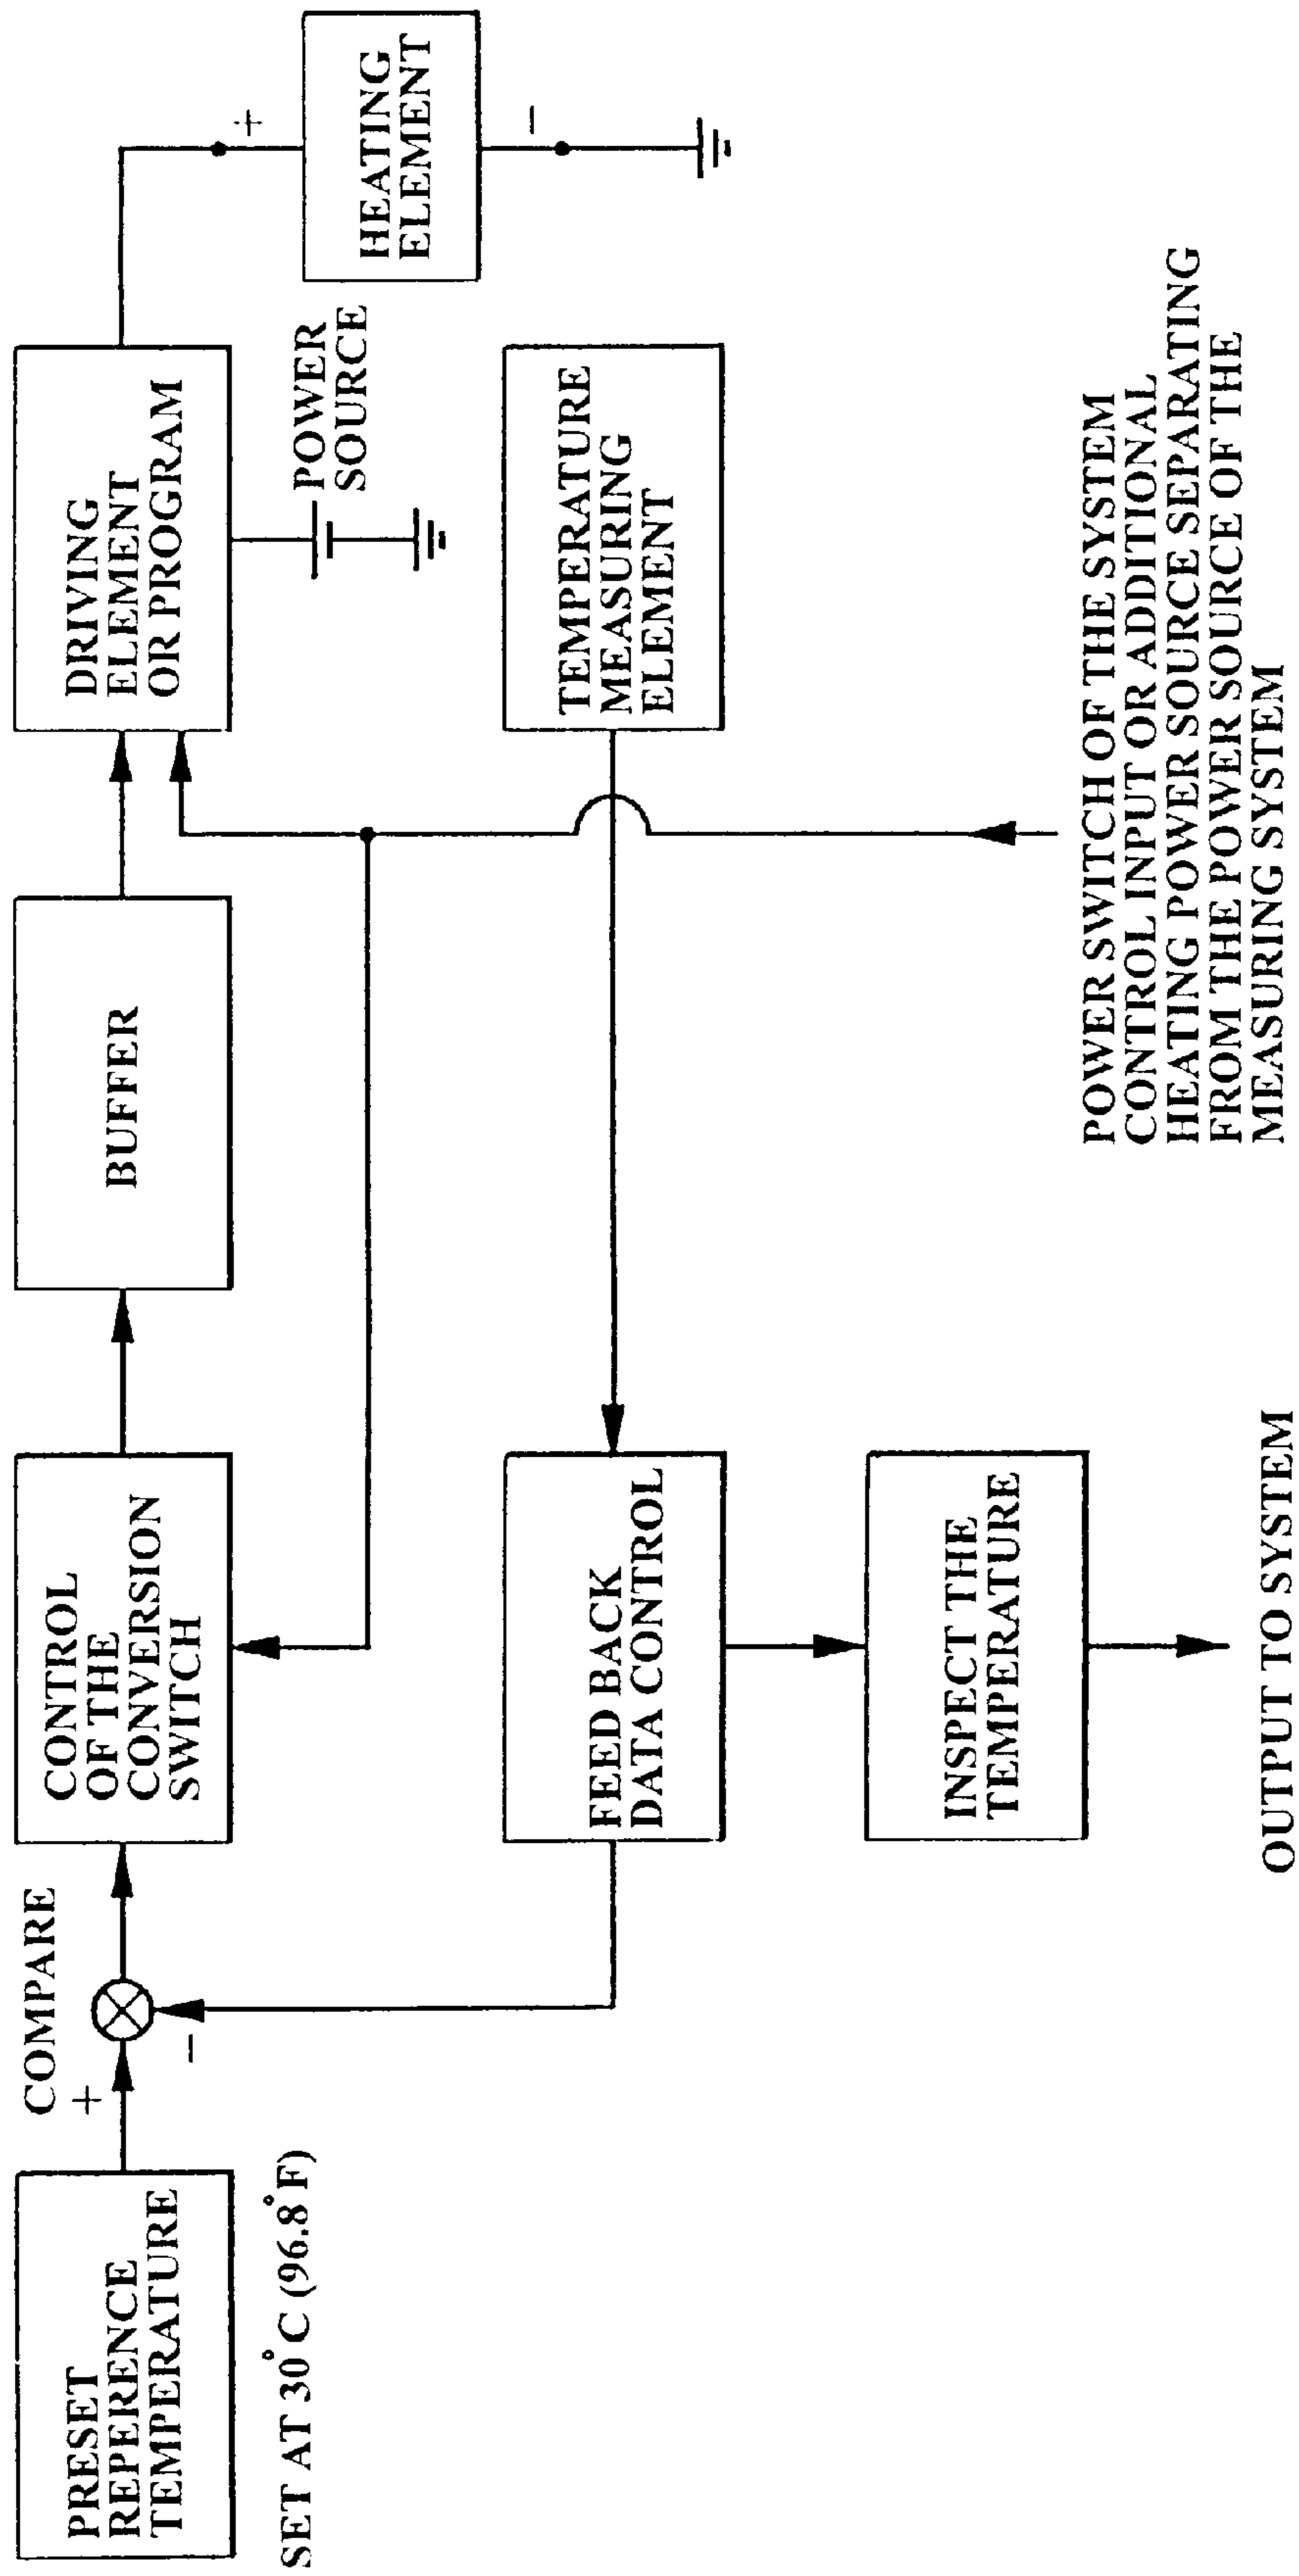 PRESET
REPERENCE
TEMPERATURE
SET AT 30°C (96.8°F)
COMPARE
+
−
CONTROL
OF THE
CONVERSION
SWITCH
BUFFER
DRIVING
ELEMENT
OR PROGRAM
POWER
SOURCE
+
HEATING
ELEMENT
−
FEED BACK
DATA CONTROL
TEMPERATURE
MEASURING
ELEMENT
INSPECT THE
TEMPERATURE
OUTPUT TO SYSTEM
POWER SWITCH OF THE SYSTEM
CONTROL INPUT OR ADDITIONAL
HEATING POWER SOURCE SEPARATING
FROM THE POWER SOURCE OF THE
MEASURING SYSTEM